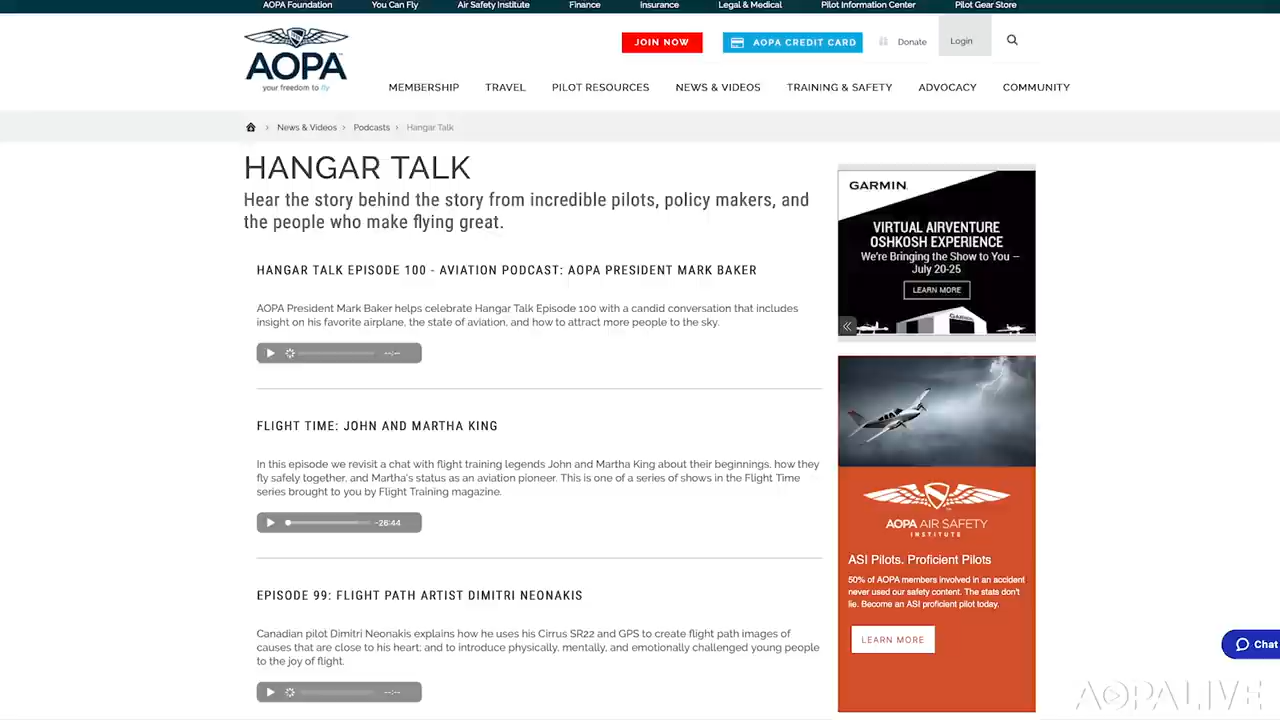 AOPA Foundation You Can Fly Air Safety Institute Finance Insurance Legal & Medical Pilot Information Center Pilot Gear Store
JOIN NOW AOPA CREDIT CARD Donate Login
AOPA
your freedom to fly
MEMBERSHIP TRAVEL PILOT RESOURCES NEWS & VIDEOS TRAINING & SAFETY ADVOCACY COMMUNITY
> News & Videos > Podcasts > Hangar Talk
HANGAR TALK
Hear the story behind the story from incredible pilots, policy makers, and
the people who make flying great.
HANGAR TALK EPISODE 100 - AVIATION PODCAST: AOPA PRESIDENT MARK BAKER
AOPA President Mark Baker helps celebrate Hangar Talk Episode 100 with a candid conversation that includes
insight on his favorite airplane, the state of aviation, and how to attract more people to the sky.
--:--
FLIGHT TIME: JOHN AND MARTHA KING
In this episode we revisit a chat with flight training legends John and Martha King about their beginnings, how they
fly safely together, and Martha's status as an aviation pioneer. This is one of a series of shows in the Flight Time
series brought to you by Flight Training magazine.
-26:44
EPISODE 99: FLIGHT PATH ARTIST DIMITRI NEONAKIS
Canadian pilot Dimitri Neonakis explains how he uses his Cirrus SR22 and GPS to create flight path images of
causes that are close to his heart; and to introduce physically, mentally, and emotionally challenged young people
to the joy of flight.
--:--
GARMIN
VIRTUAL AIRVENTURE
OSHKOSH EXPERIENCE
We're Bringing the Show to You –
July 20-25
LEARN MORE
GARMIN
AOPA AIR SAFETY
INSTITUTE
ASI Pilots. Proficient Pilots
50% of AOPA members involved in an accident
never used our safety content. The stats don't
lie. Become an ASI proficient pilot today.
LEARN MORE
Chat
AOPA LIVE